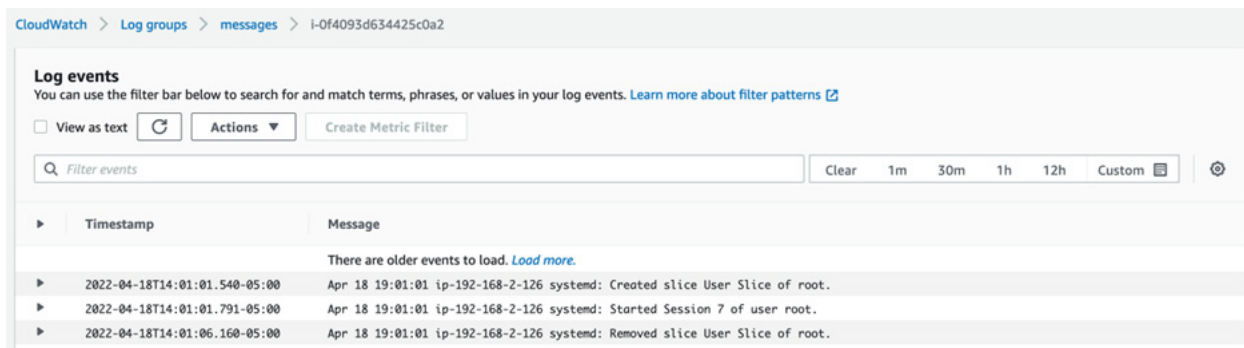 CloudWatch > Log groups > messages > i-0f4093d634425c0a2
Log events
You can use the filter bar below to search for and match terms, phrases, or values in your log events. Learn more about filter patterns
View as text Actions ▼ Create Metric Filter
Filter events Clear 1m 30m 1h 12h Custom
Timestamp Message
There are older events to load. Load more.
2022-04-18T14:01:01.540-05:00 Apr 18 19:01:01 ip-192-168-2-126 systemd: Created slice User Slice of root.
2022-04-18T14:01:01.791-05:00 Apr 18 19:01:01 ip-192-168-2-126 systemd: Started Session 7 of user root.
2022-04-18T14:01:06.160-05:00 Apr 18 19:01:01 ip-192-168-2-126 systemd: Removed slice User Slice of root.